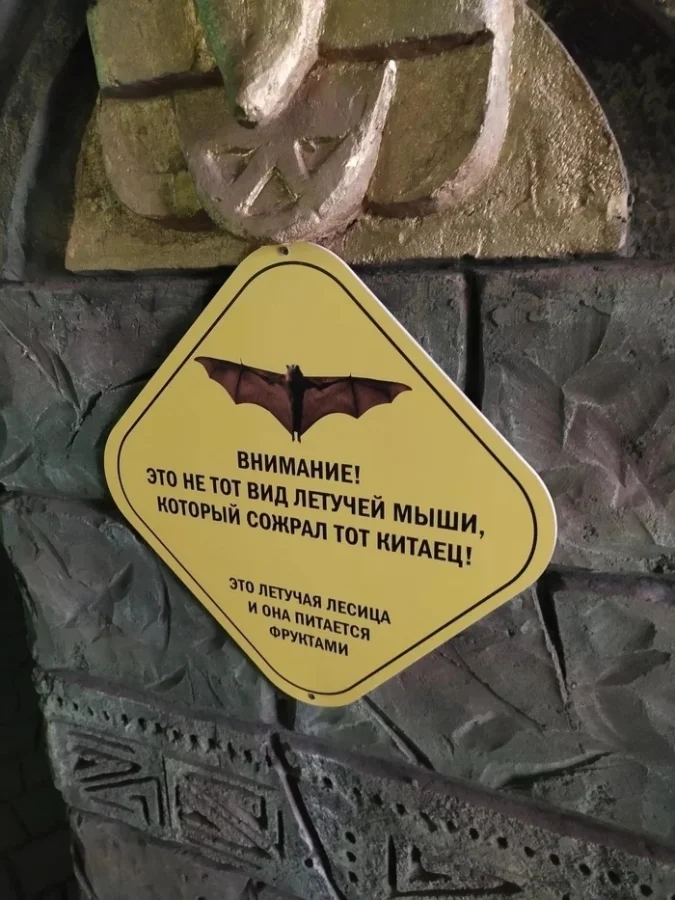 ВНИМАНИЕ!
ЭТО НЕ ТОТ ВИД ЛЕТУЧЕЙ МЫШИ,
КОТОРЫЙ СОЖРАЛ ТОТ КИТАЕЦ!
ЭТО ЛЕТУЧАЯ ЛЕСИЦА
И ОНА ПИТАЕТСЯ
ФРУКТАМИ